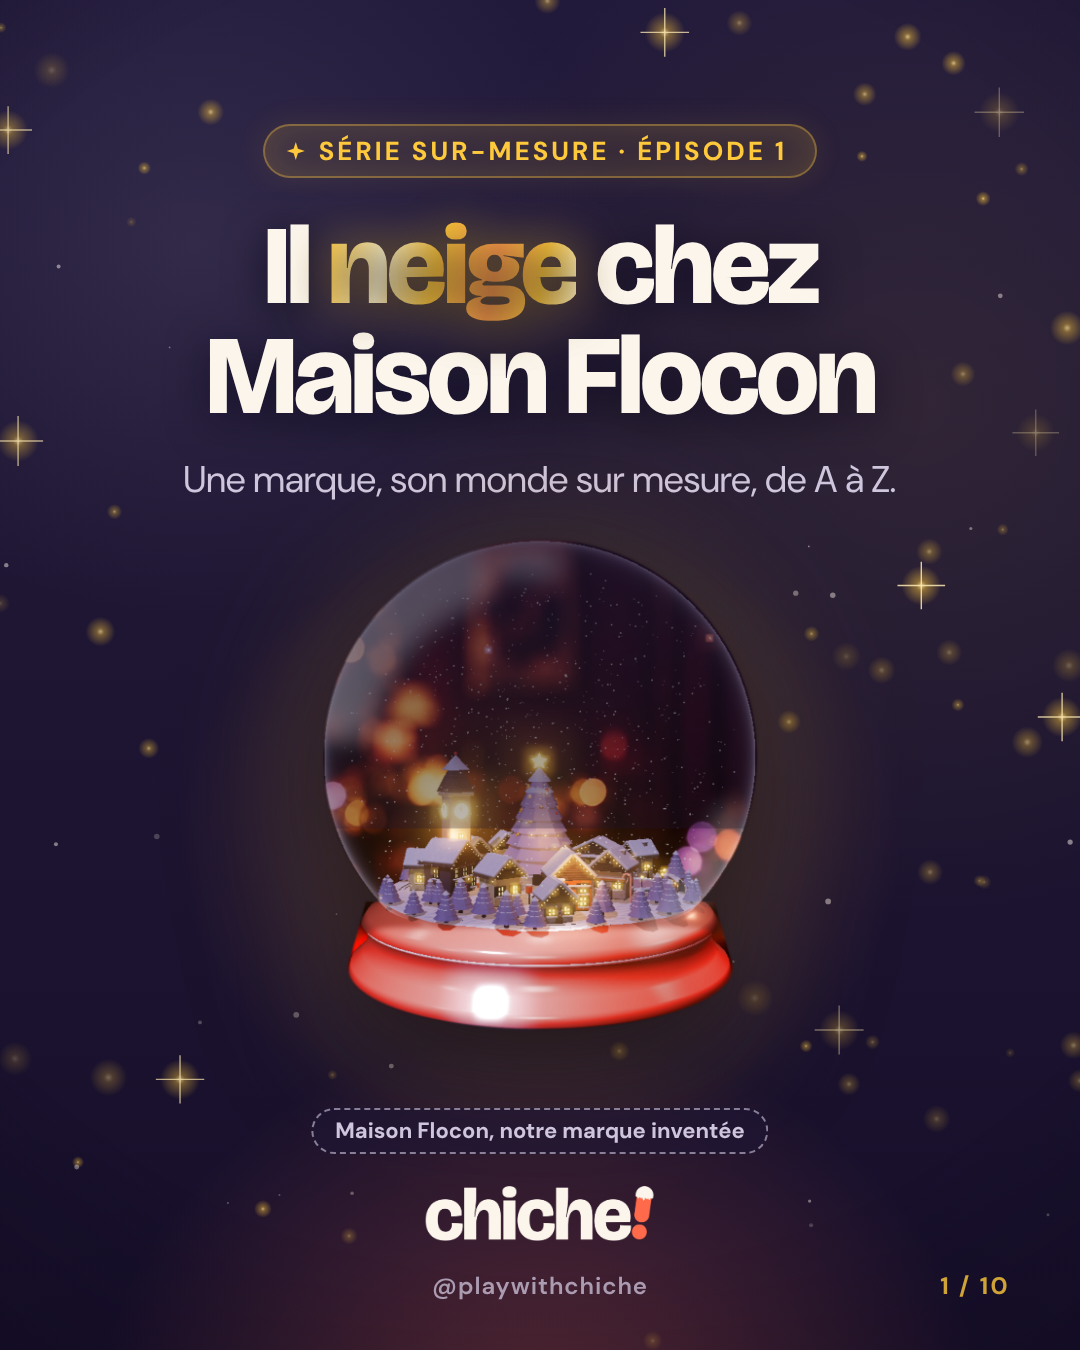 ✦ SÉRIE SUR-MESURE · ÉPISODE 1
Il neige chez
Maison Flocon
Une marque, son monde sur mesure, de A à Z.
Maison Flocon, notre marque inventée
chiche!
@playwithchiche
1 / 10